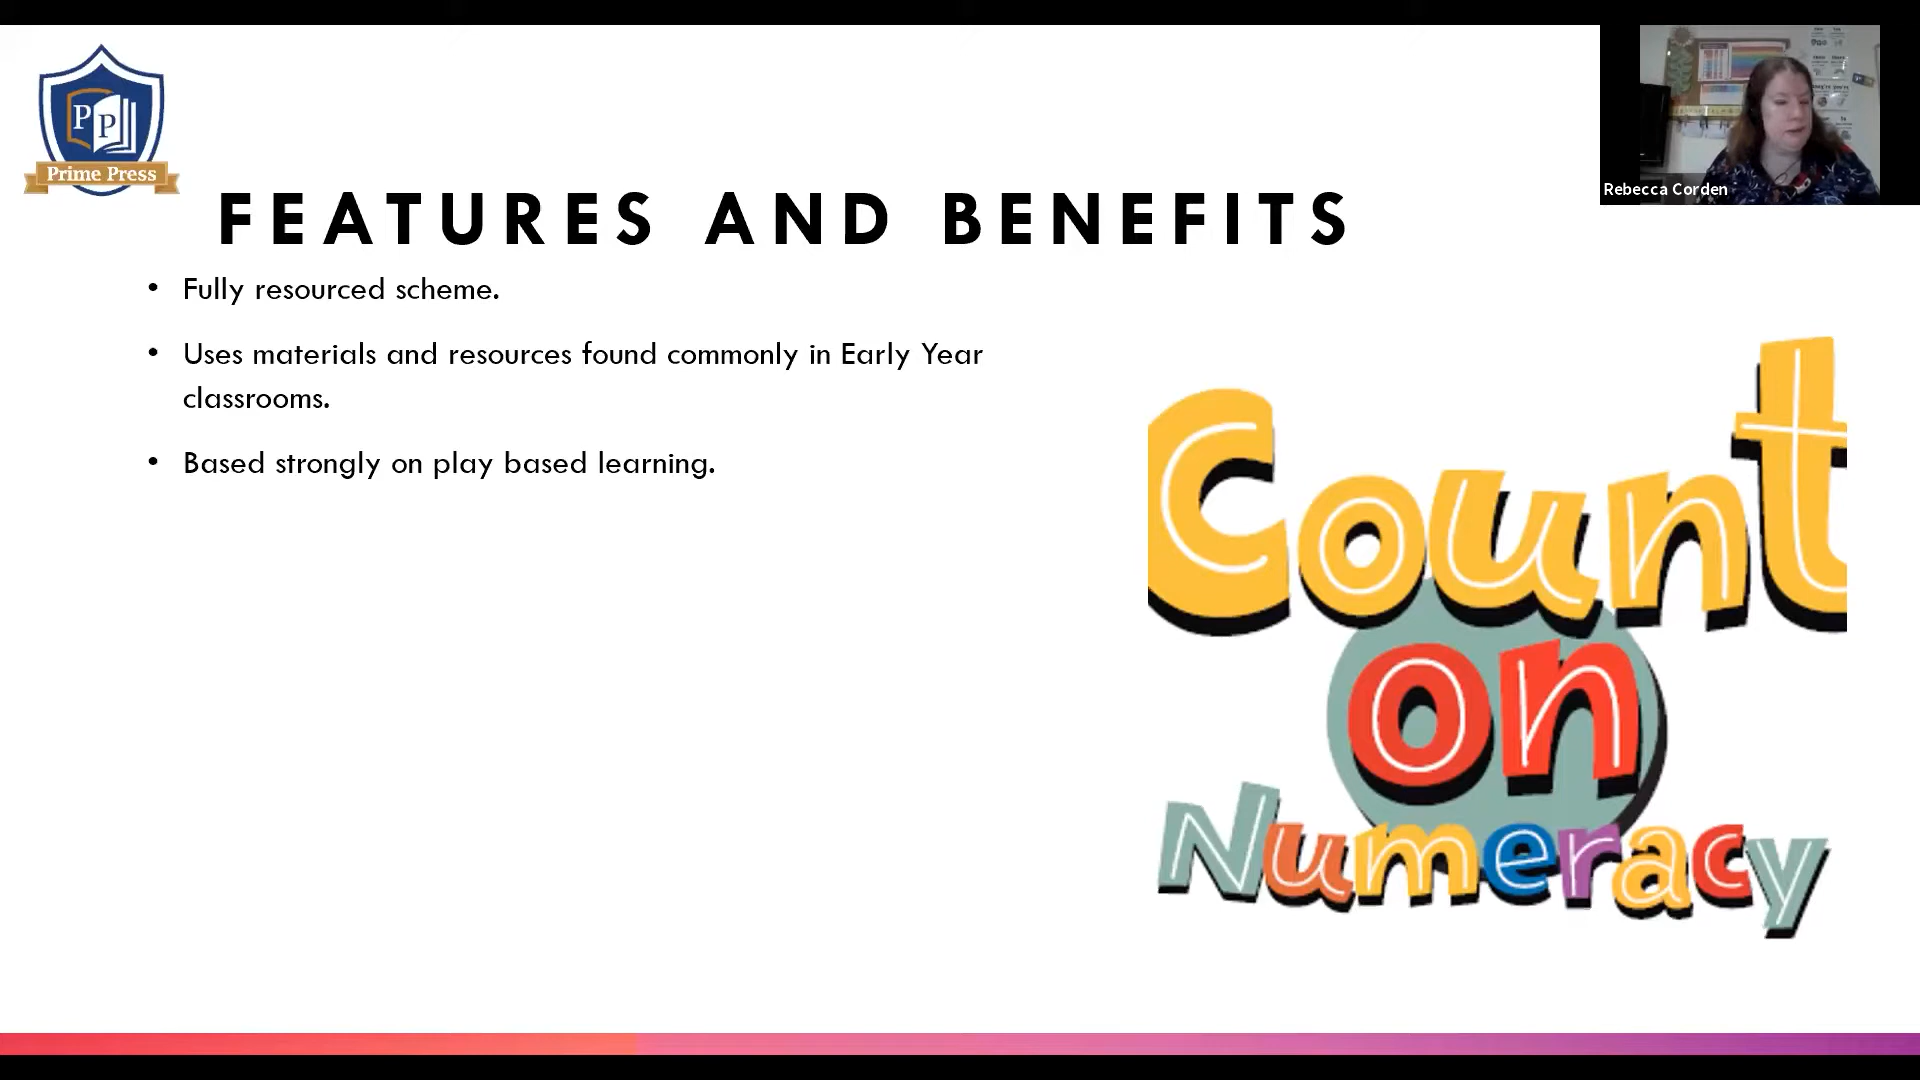 PP
Prime Press
Rebecca Corden
FEATURES AND BENEFITS
• Fully resourced scheme.
• Uses materials and resources found commonly in Early Year
classrooms.
• Based strongly on play based learning.
Count
on
Numeracy